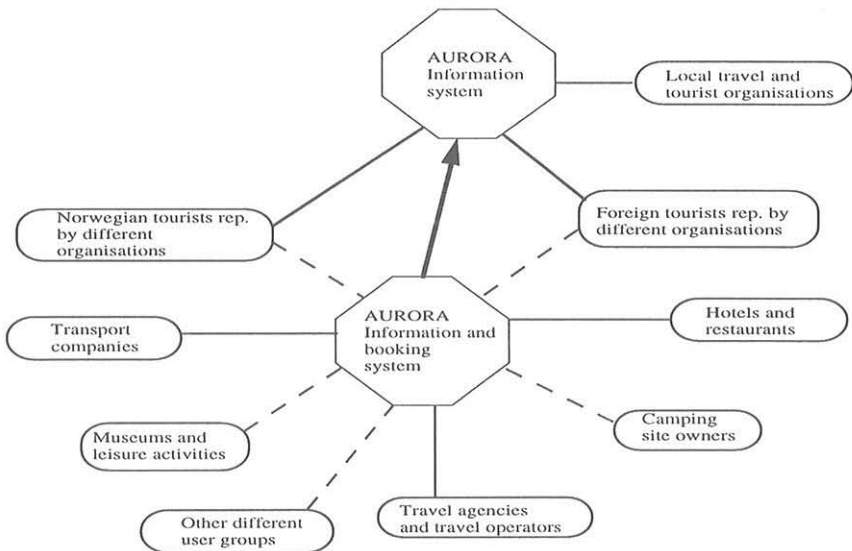 AURORA
Information
system
Local travel and
tourist organisations
Norwegian tourists rep.
by different
organisations
Foreign tourists rep. by
different organisations
AURORA
Information and
booking
system
Transport
companies
Hotels and
restaurants
Museums and
leisure activities
Camping
site owners
Other different
user groups
Travel agencies
and travel operators